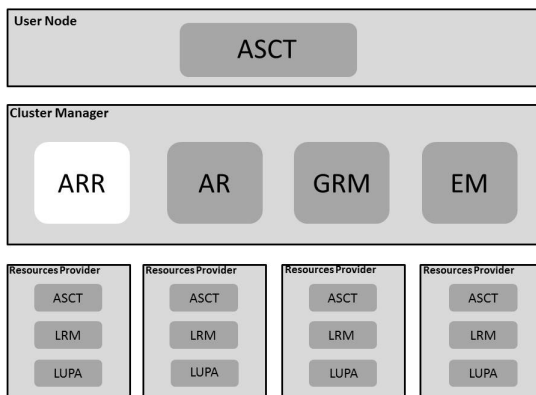 User Node
ASCT
Cluster Manager
ARR
AR
GRM
EM
Resources Provider
ASCT
LRM
LUPA
Resources Provider
ASCT
LRM
LUPA
Resources Provider
ASCT
LRM
LUPA
Resources Provider
ASCT
LRM
LUPA